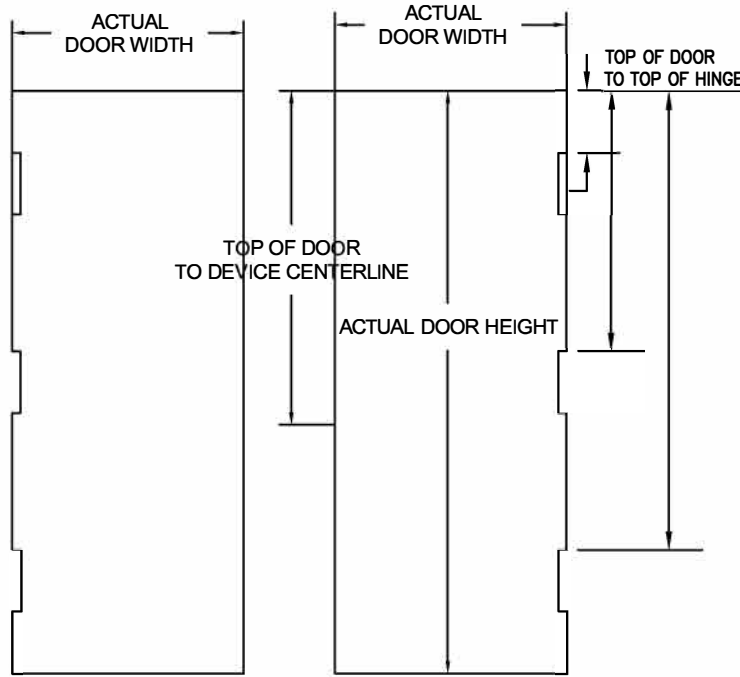 ACTUAL
DOOR WIDTH
ACTUAL
DOOR WIDTH
TOP OF DOOR
TO TOP OF HINGE
TOP OF DOOR
TO DEVICE CENTERLINE
ACTUAL DOOR HEIGHT